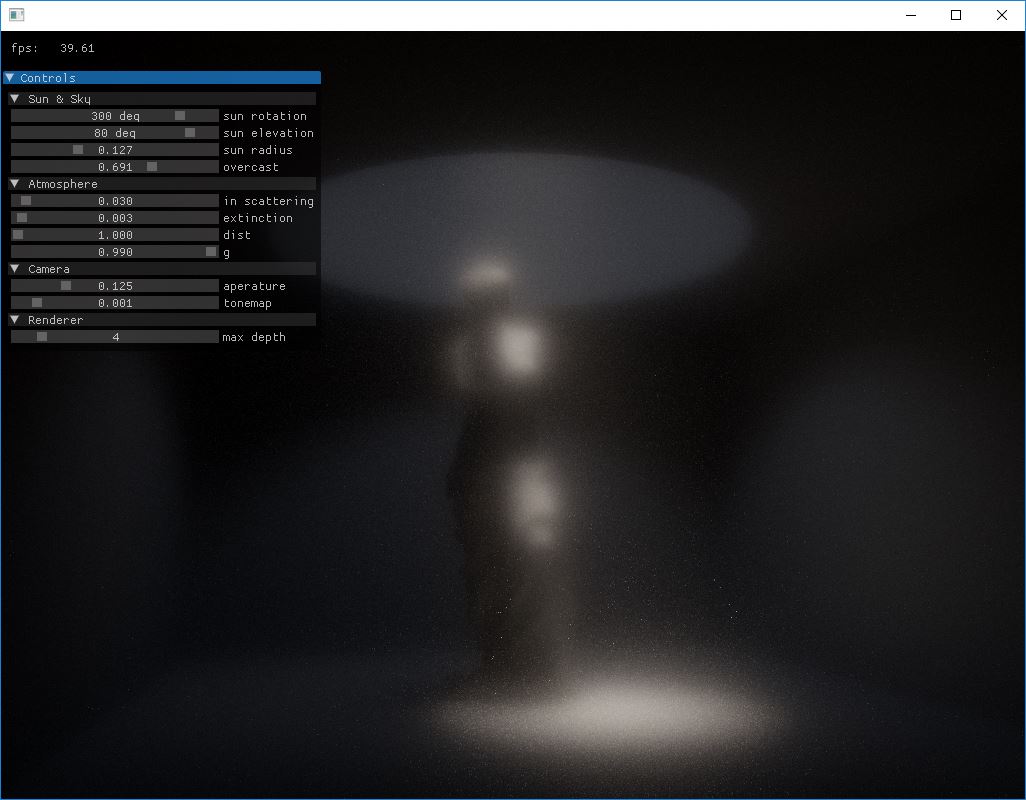 fps: 39.61
Controls
Sun & Sky
300 deg sun rotation
80 deg sun elevation
0.127 sun radius
0.691 overcast
Atmosphere
0.030 in scattering
0.003 extinction
1.000 dist
0.990 g
Camera
0.125 aperature
0.001 tonemap
Renderer
4 max depth